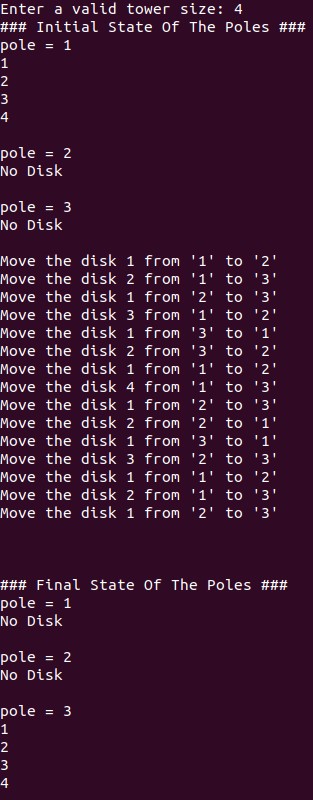 Enter a valid tower size: 4
### Initial State Of The Poles ###
pole = 1
1
2
3
4
pole = 2
No Disk
pole = 3
No Disk
Move the disk 1 from '1' to '2'
Move the disk 2 from '1' to '3'
Move the disk 1 from '2' to '3'
Move the disk 3 from '1' to '2'
Move the disk 1 from '3' to '1'
Move the disk 2 from '3' to '2'
Move the disk 1 from '1' to '2'
Move the disk 4 from '1' to '3'
Move the disk 1 from '2' to '3'
Move the disk 2 from '2' to '1'
Move the disk 1 from '3' to '1'
Move the disk 3 from '2' to '3'
Move the disk 1 from '1' to '2'
Move the disk 2 from '1' to '3'
Move the disk 1 from '2' to '3'
### Final State Of The Poles ###
pole = 1
No Disk
pole = 2
No Disk
pole = 3
1
2
3
4